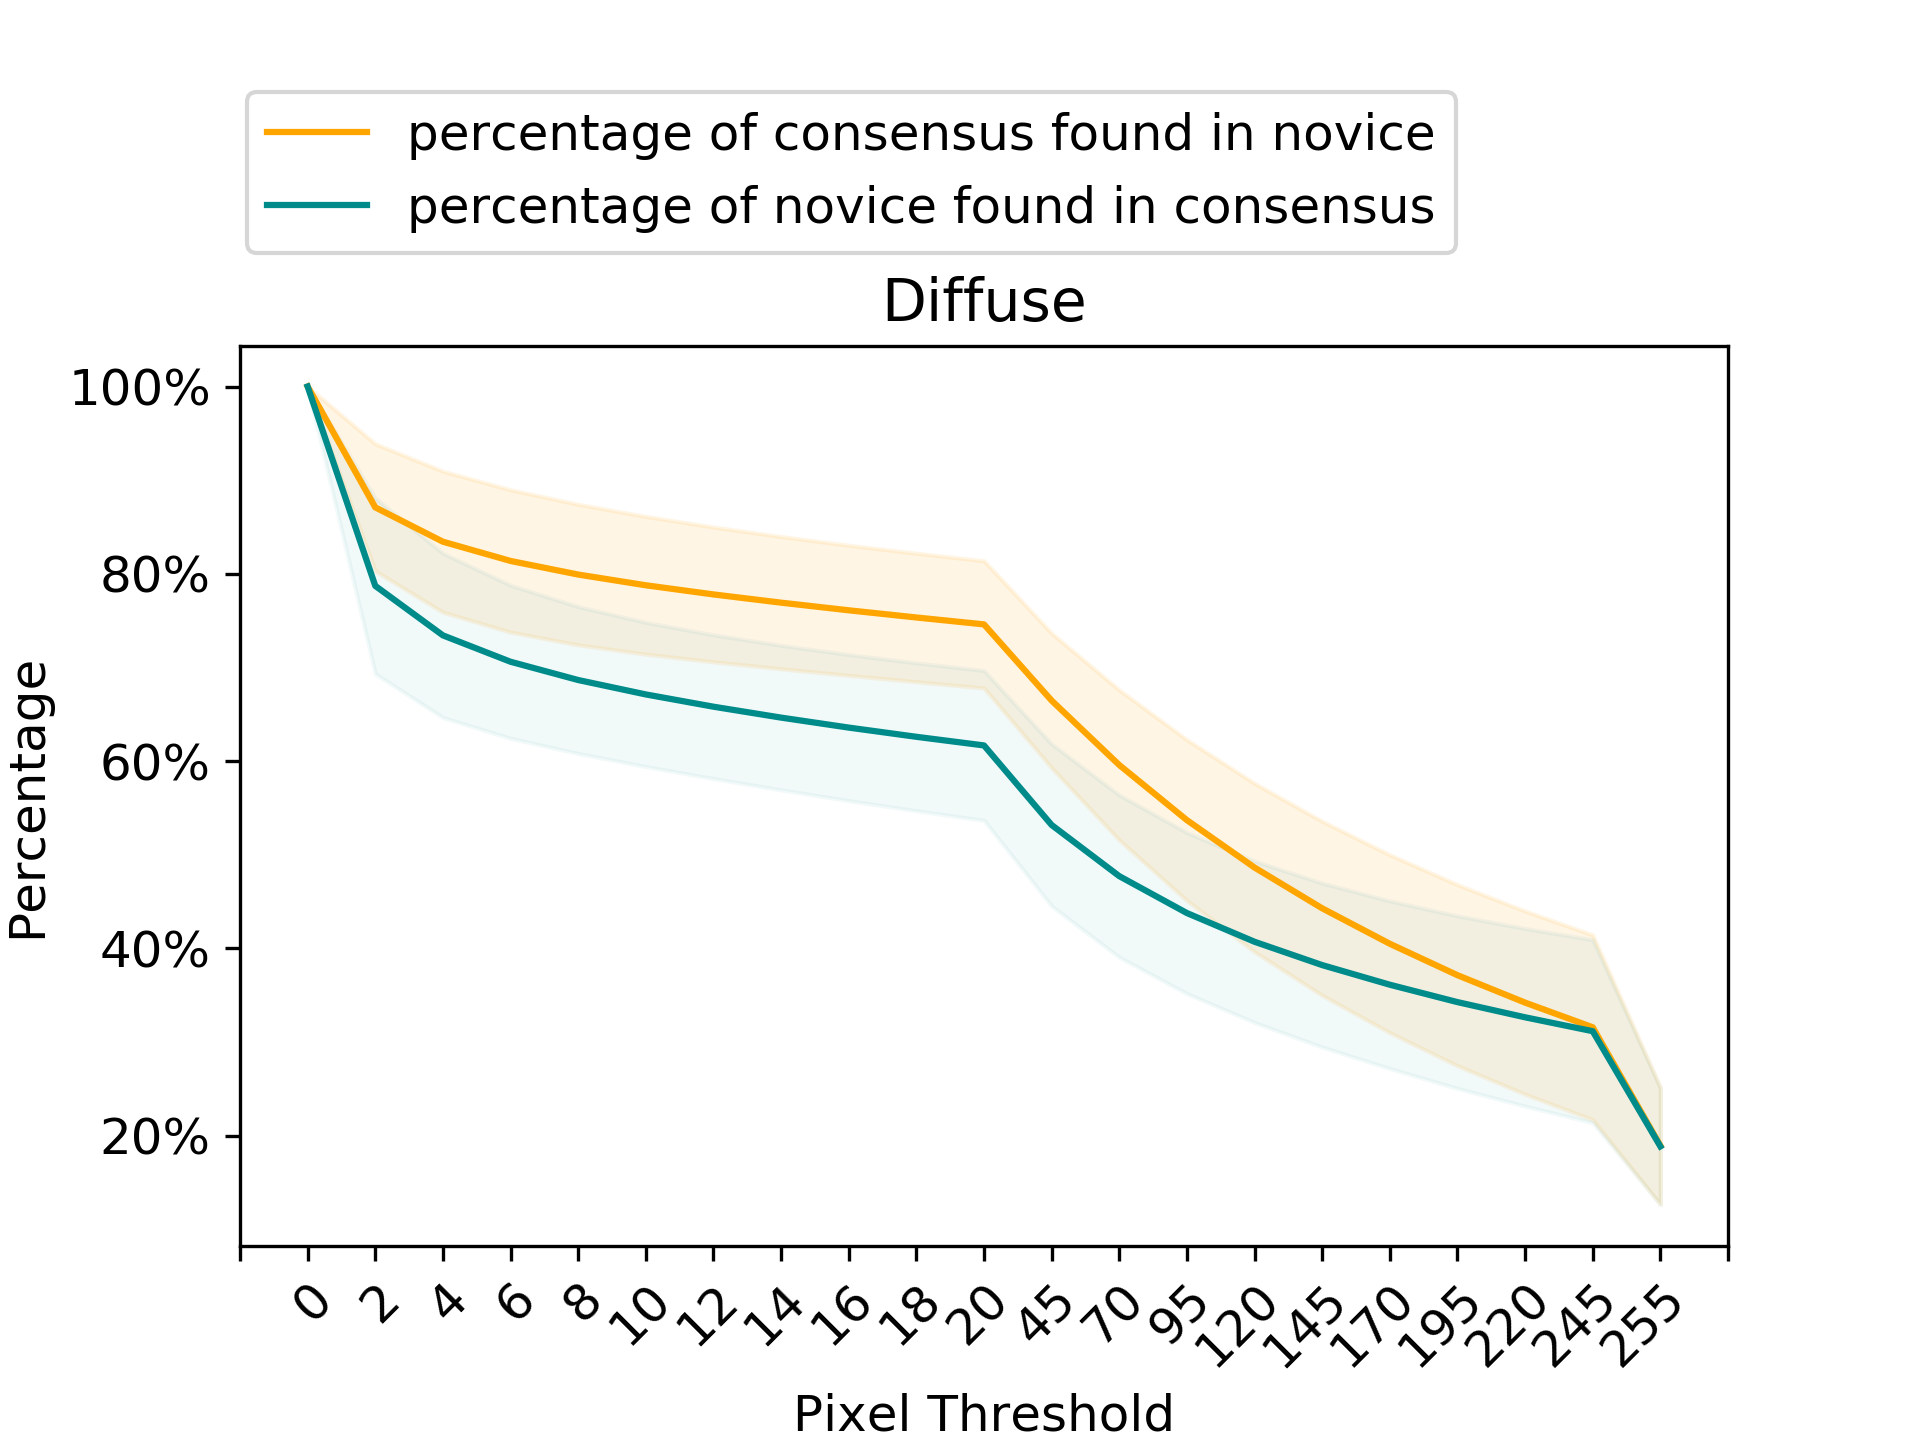 percentage of consensus found in novice
percentage of novice found in consensus
Diffuse
100%
80%
60%
40%
20%
Percentage
0 2 4 6 8 10 12 14 16 18 20 45 70 95 120 145 170 195 220 245 255
Pixel Threshold